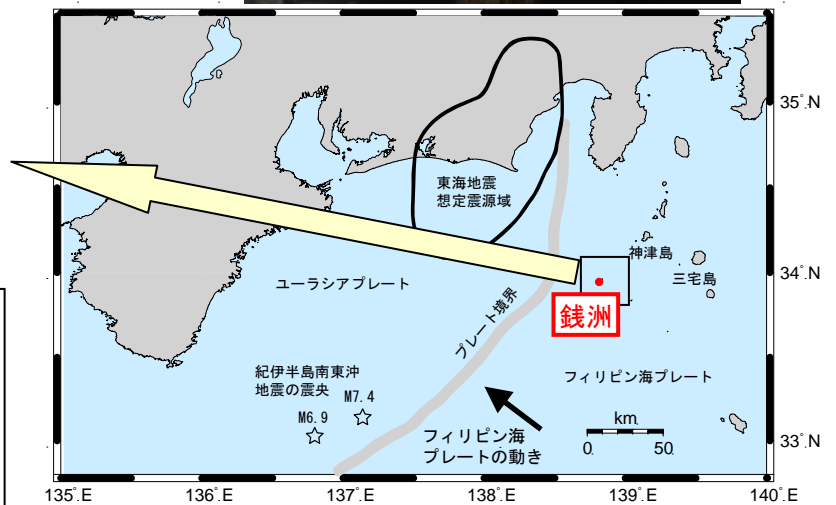 35°N
東海地震
想定震源域
神津島
34°N
三宅島
ユーラシアプレート
銭洲
プレート境界
紀伊半島南東沖
地震の震央
フィリピン海プレート
M7.4
M6.9
km
フィリピン海
プレートの動き
0. 50.
33°N
135°E 136°E 137°E 138°E 139°E 140°E